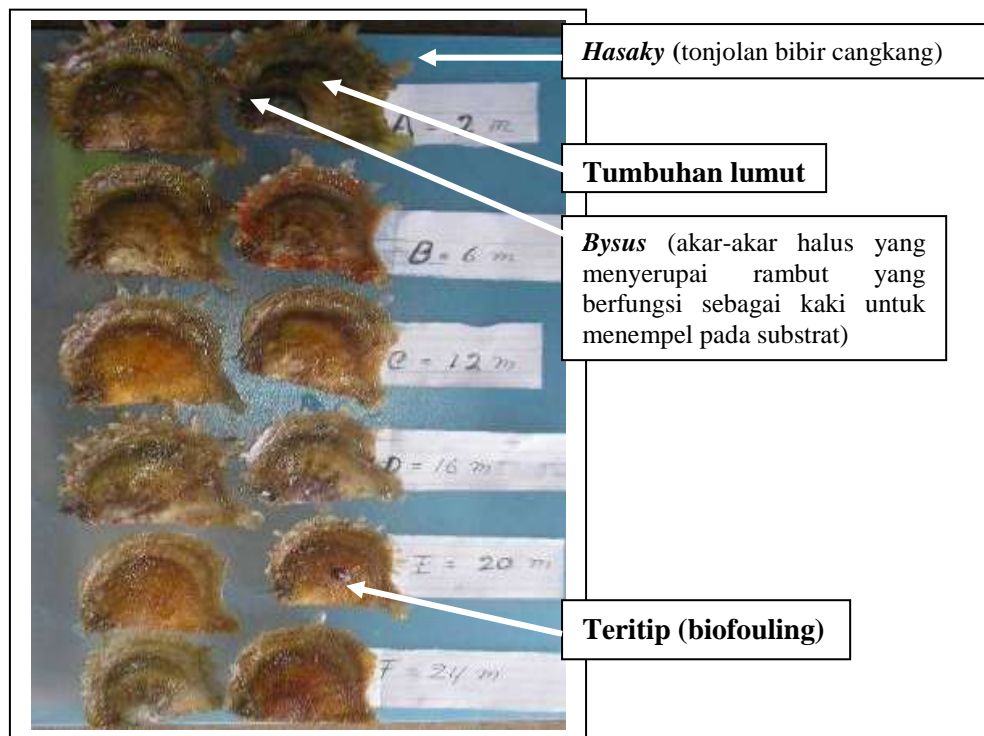 Hasaky (tonjolan bibir cangkang)
A = 2 m
Tumbuhan lumut
Bysus (akar-akar halus yang
menyerupai rambut yang
berfungsi sebagai kaki untuk
menempel pada substrat)
B = 6 m
C = 12 m
D = 16 m
E = 20 m
Teritip (biofouling)
F = 24 m